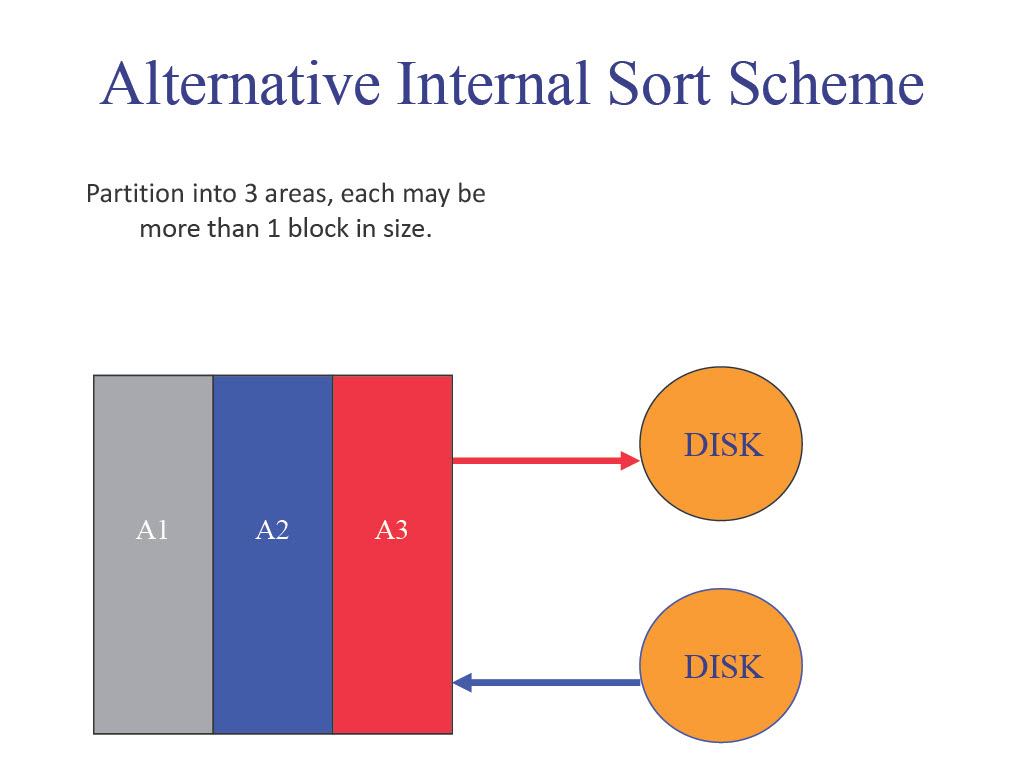 Alternative Internal Sort Scheme
Partition into 3 areas, each may be
more than 1 block in size.
DISK
A1
A2
A3
DISK